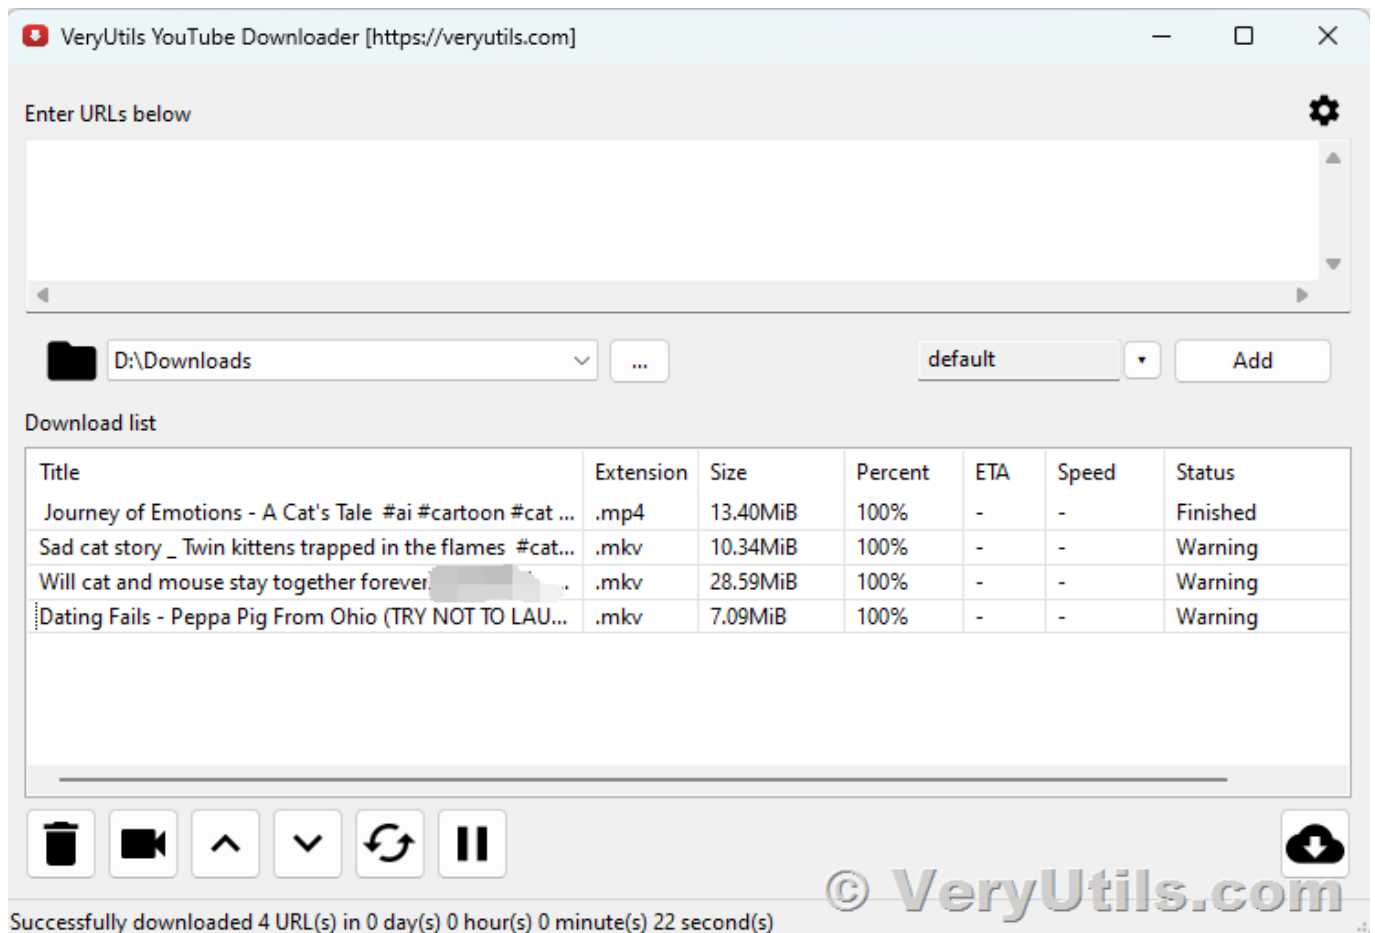 VeryUtils YouTube Downloader [https://veryutils.com]
Enter URLs below
D:\Downloads ... default Add
Download list
Title Extension Size Percent ETA Speed Status
Journey of Emotions - A Cat's Tale #ai #cartoon #cat ... .mp4 13.40MiB 100% - - Finished
Sad cat story _ Twin kittens trapped in the flames #cat... .mkv 10.34MiB 100% - - Warning
Will cat and mouse stay together forever .mkv 28.59MiB 100% - - Warning
Dating Fails - Peppa Pig From Ohio (TRY NOT TO LAU... .mkv 7.09MiB 100% - - Warning
© VeryUtils.com
Successfully downloaded 4 URL(s) in 0 day(s) 0 hour(s) 0 minute(s) 22 second(s)